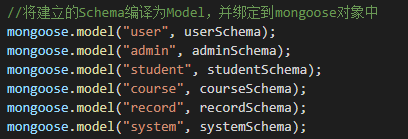 //将建立的Schema编译为Model，并绑定到mongoose对象中
mongoose.model("user", userSchema);
mongoose.model("admin", adminSchema);
mongoose.model("student", studentSchema);
mongoose.model("course", courseSchema);
mongoose.model("record", recordSchema);
mongoose.model("system", systemSchema);